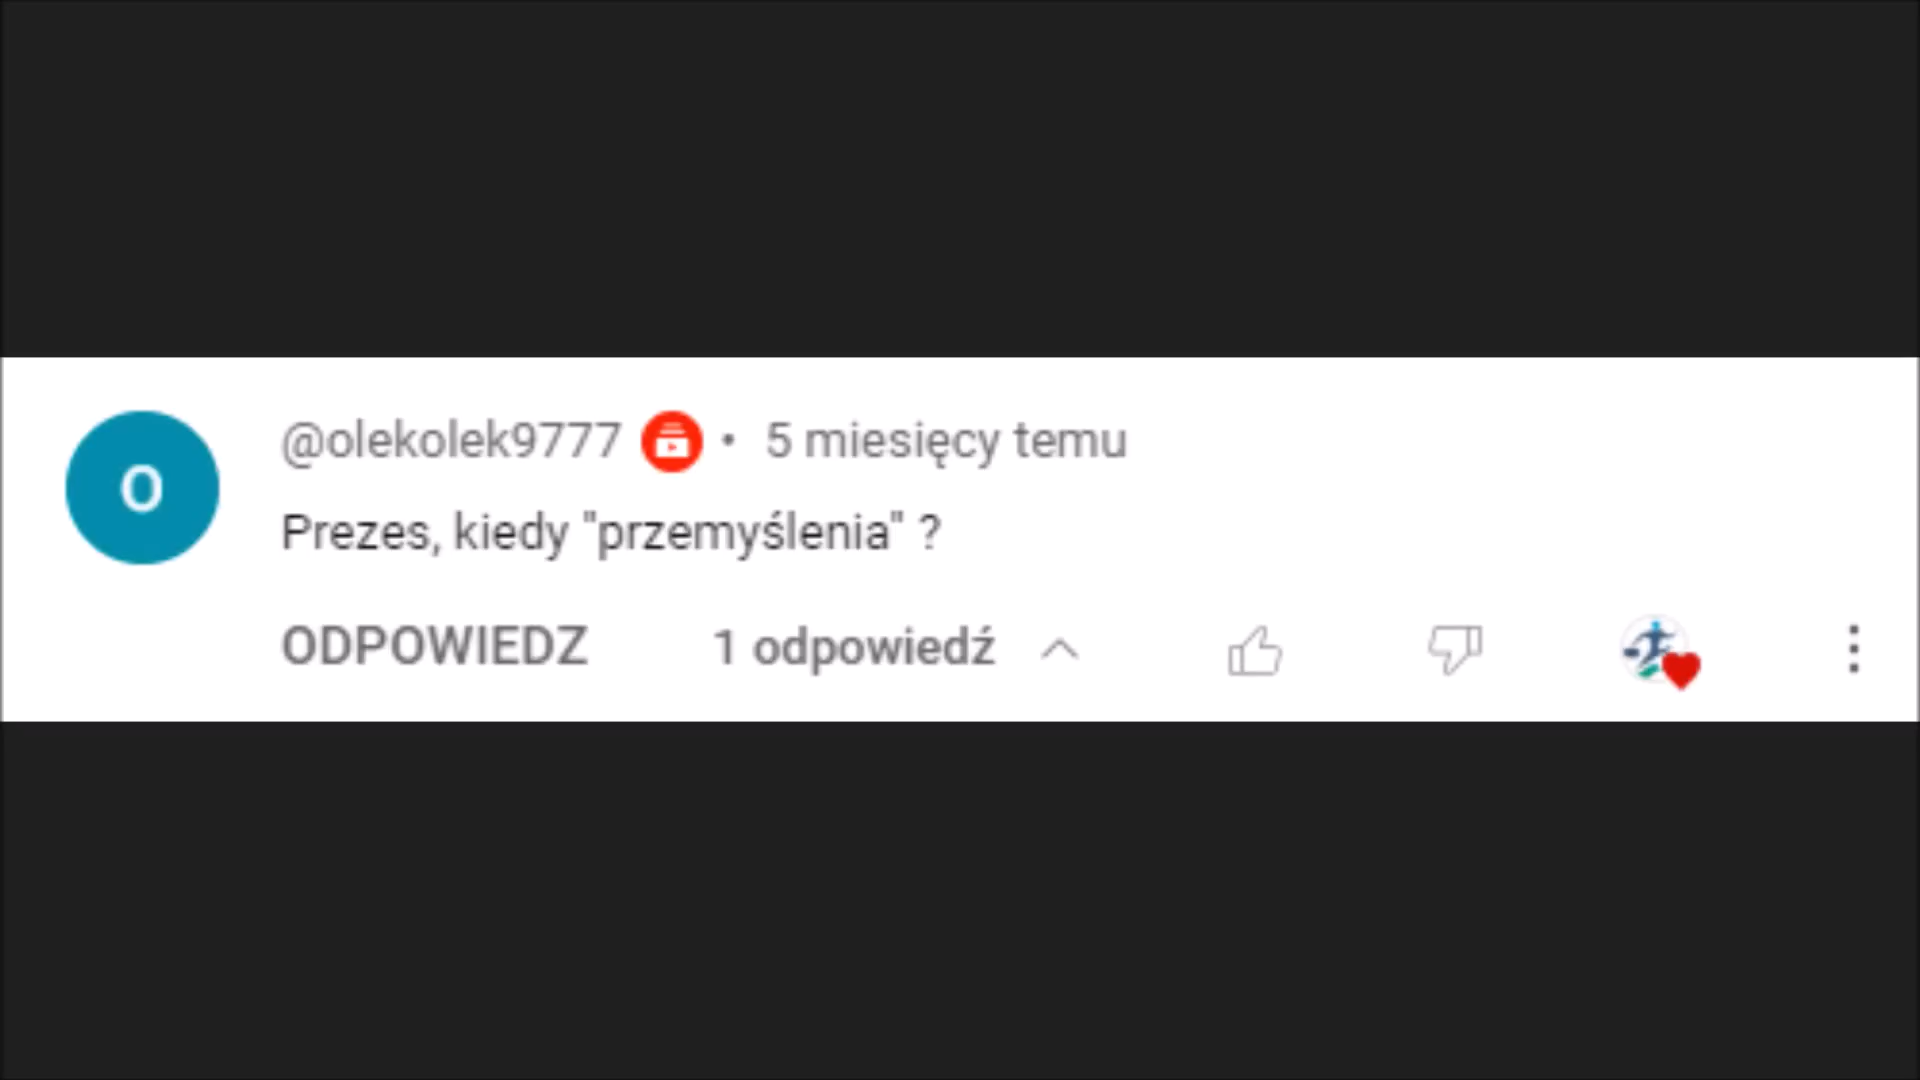 O
@olekolek9777 • 5 miesięcy temu
Prezes, kiedy "przemyślenia" ?
ODPOWIEDZ 1 odpowiedź